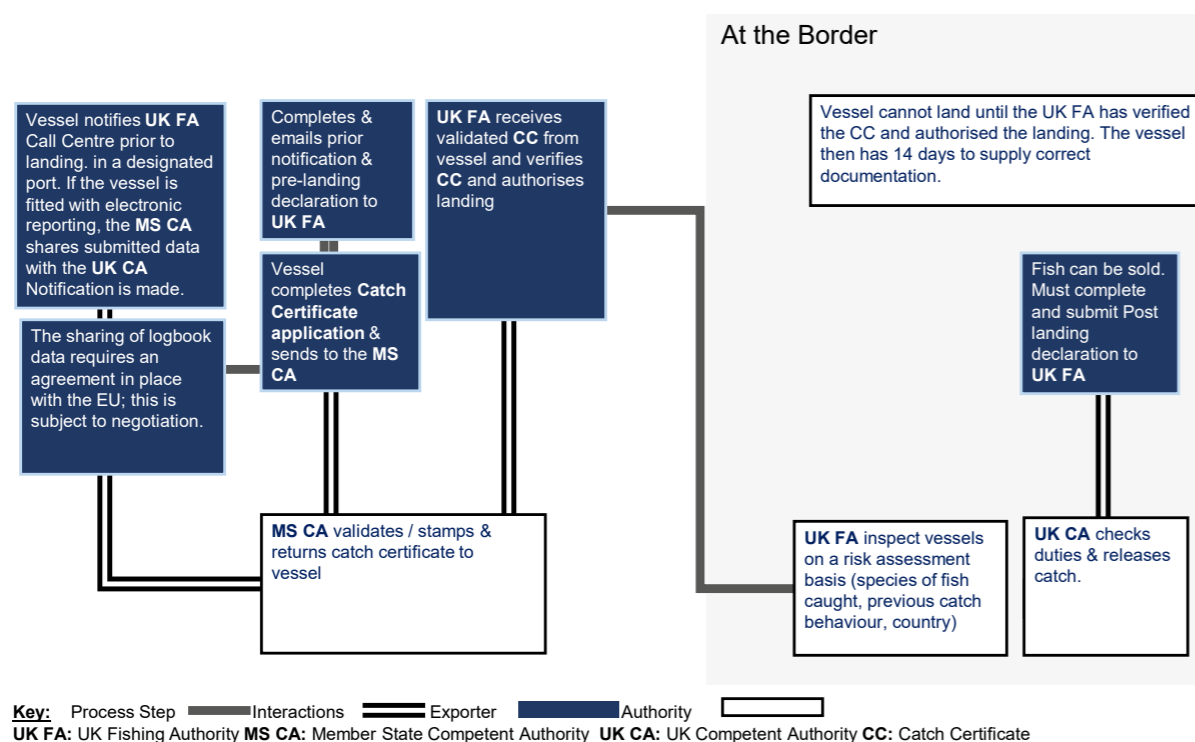 At the Border
Vessel notifies UK FA
Call Centre prior to
landing. in a designated
port. If the vessel is
fitted with electronic
reporting, the MS CA
shares submitted data
with the UK CA
Notification is made.
The sharing of logbook
data requires an
agreement in place
with the EU; this is
subject to negotiation.
Completes &
emails prior
notification &
pre-landing
declaration to
UK FA
Vessel
completes Catch
Certificate
application &
sends to the MS
CA
UK FA receives
validated CC from
vessel and verifies
CC and authorises
landing
MS CA validates / stamps &
returns catch certificate to
vessel
Vessel cannot land until the UK FA has verified
the CC and authorised the landing. The vessel
then has 14 days to supply correct
documentation.
UK FA inspect vessels
on a risk assessment
basis (species of fish
caught, previous catch
behaviour, country)
Fish can be sold.
Must complete
and submit Post
landing
declaration to
UK FA
UK CA checks
duties & releases
catch.
Key: Process Step Interactions Exporter Authority
UK FA: UK Fishing Authority MS CA: Member State Competent Authority UK CA: UK Competent Authority CC: Catch Certificate